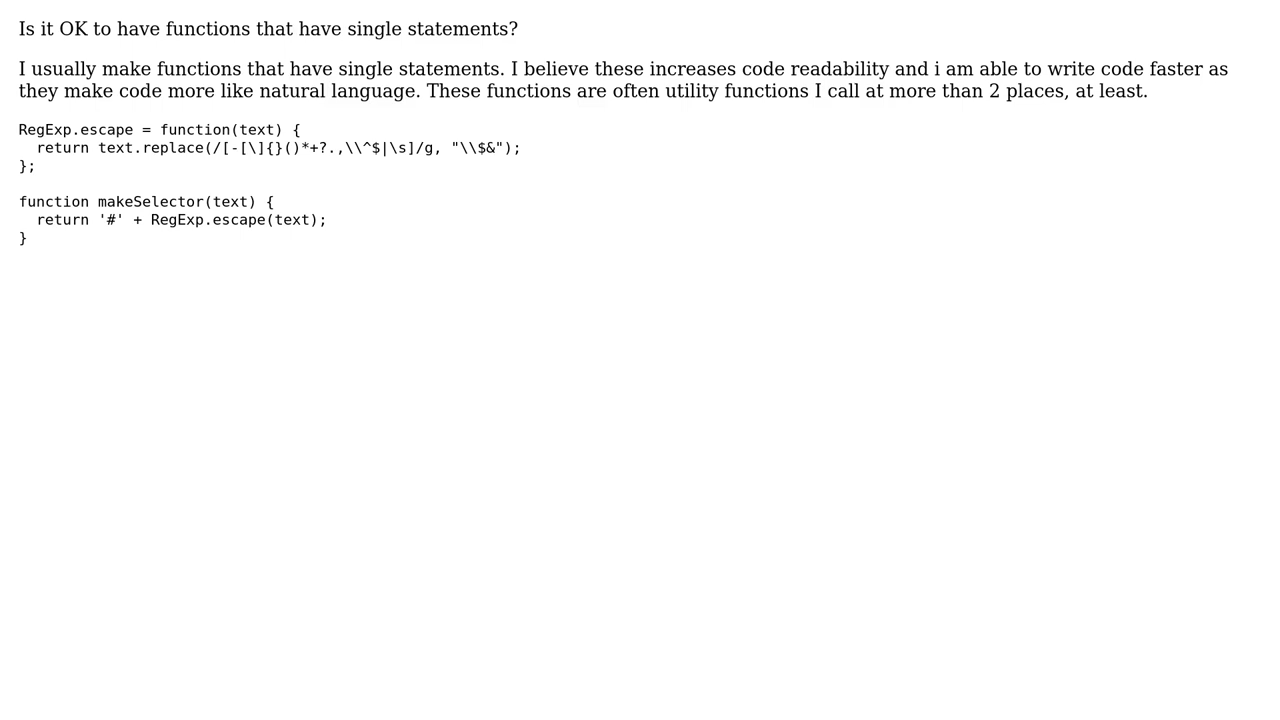 Is it OK to have functions that have single statements?
I usually make functions that have single statements. I believe these increases code readability and i am able to write code faster as
they make code more like natural language. These functions are often utility functions I call at more than 2 places, at least.
RegExp.escape = function(text) {
  return text.replace(/[-[\]{}()*+?.,\\^$|\s]/g, "\\$&");
};
function makeSelector(text) {
  return '#' + RegExp.escape(text);
}